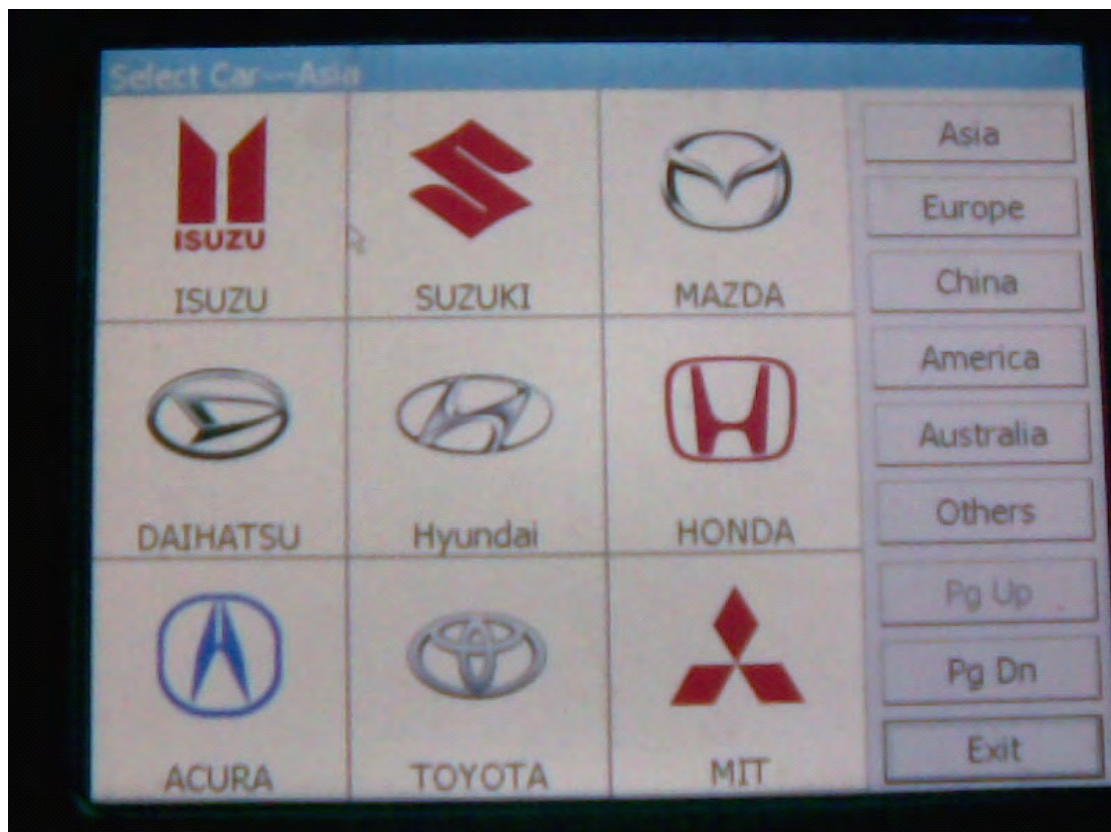 Select Car---Asia
ISUZU
ISUZU
SUZUKI
MAZDA
DAIHATSU
Hyundai
HONDA
ACURA
TOYOTA
MIT
Asia
Europe
China
America
Australia
Others
Pg Up
Pg Dn
Exit